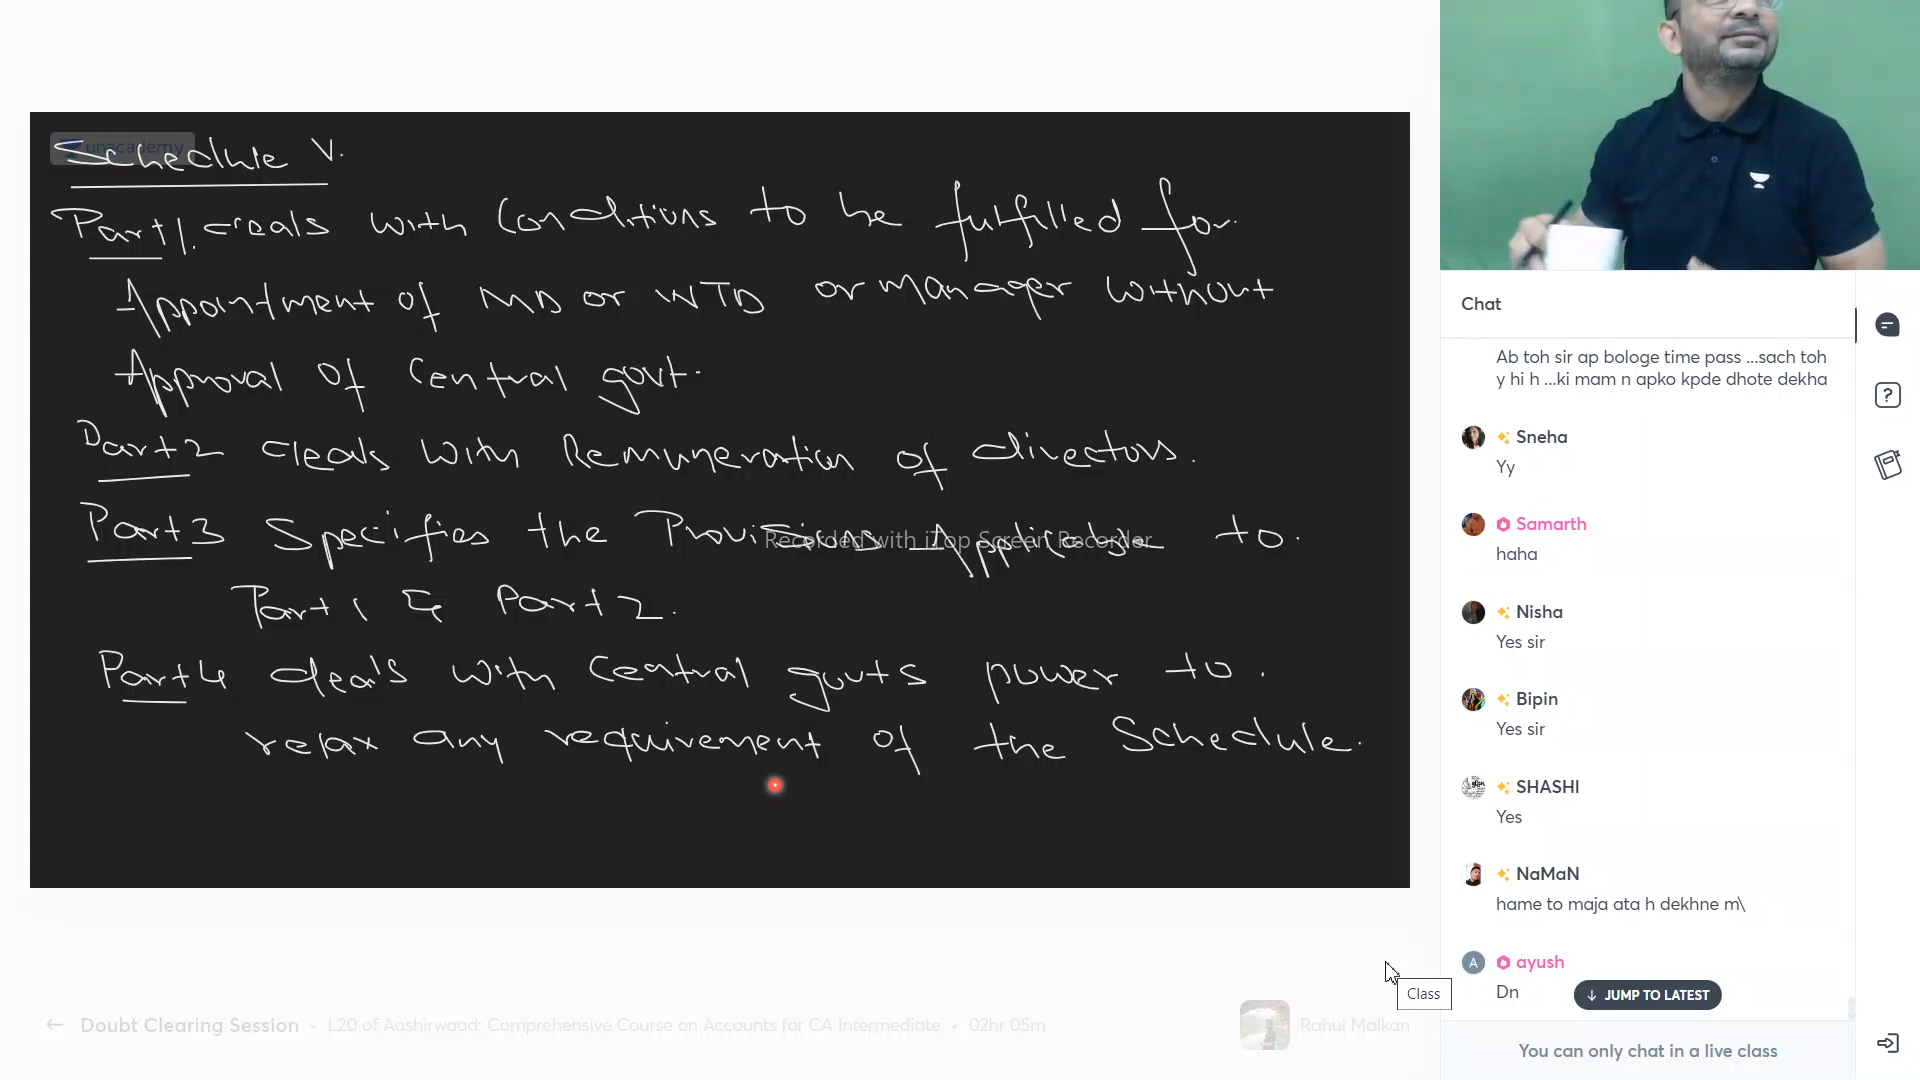 unacademy
Schedule V.
Part 1. deals with Conditions to be fulfilled for.
Appointment of MD or WTD or manager without
Approval of Central govt.
Part 2 deals with Remuneration of directors.
Part 3 Specifies the Provisions Applicable to.
Part 1 & Part 2.
Part 4 deals with Central govts power to.
relax any requirement of the Schedule.
Recorded with iTop Screen Recorder
Chat
Ab toh sir ap bologe time pass ...sach toh
y hi h ...ki mam n apko kpde dhote dekha
Sneha
Yy
Samarth
haha
Nisha
Yes sir
Bipin
Yes sir
SHASHI
Yes
NaMaN
hame to maja ata h dekhne m\
A ayush
Dn
↓ JUMP TO LATEST
You can only chat in a live class
Class
← Doubt Clearing Session • L20 of Aashirwaad: Comprehensive Course on Accounts for CA Intermediate • 02hr 05m
Rahul Malkan